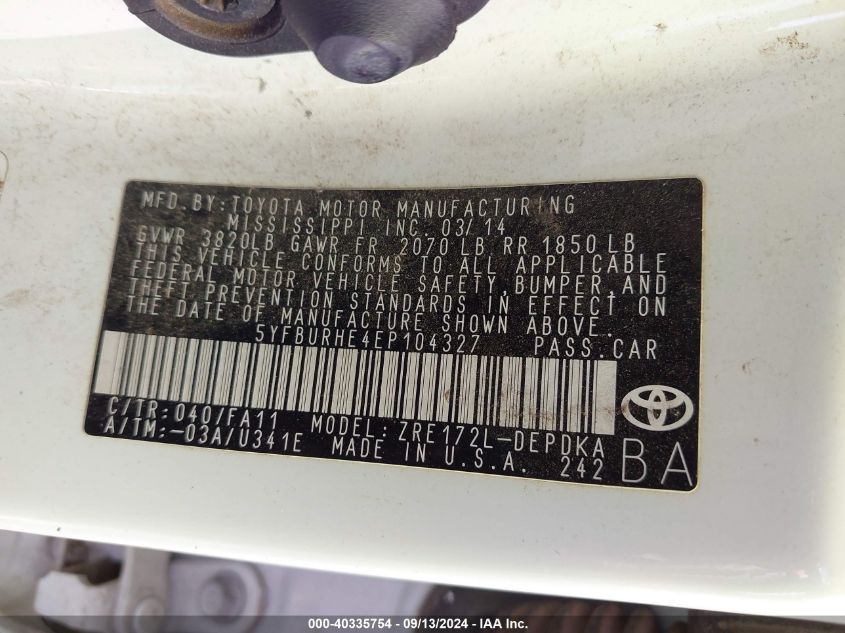 MFD.BY:TOYOTA MOTOR MANUFACTURING
MISSISSIPPI INC. 03/14
GVWR 3820LB GAWR FR 2070 LB RR 1850 LB
THIS VEHICLE CONFORMS TO ALL APPLICABLE
FEDERAL MOTOR VEHICLE SAFETY, BUMPER, AND
THEFT PREVENTION STANDARDS IN EFFECT ON
THE DATE OF MANUFACTURE SHOWN ABOVE.
5YFBURHE4EP104327 PASS.CAR
C/TR:040/FA11 MODEL:ZRE172L-DEPDKA
A/TM:-03A/U341E MADE IN U.S.A. 242
BA
000-40335754 - 09/13/2024 - IAA Inc.